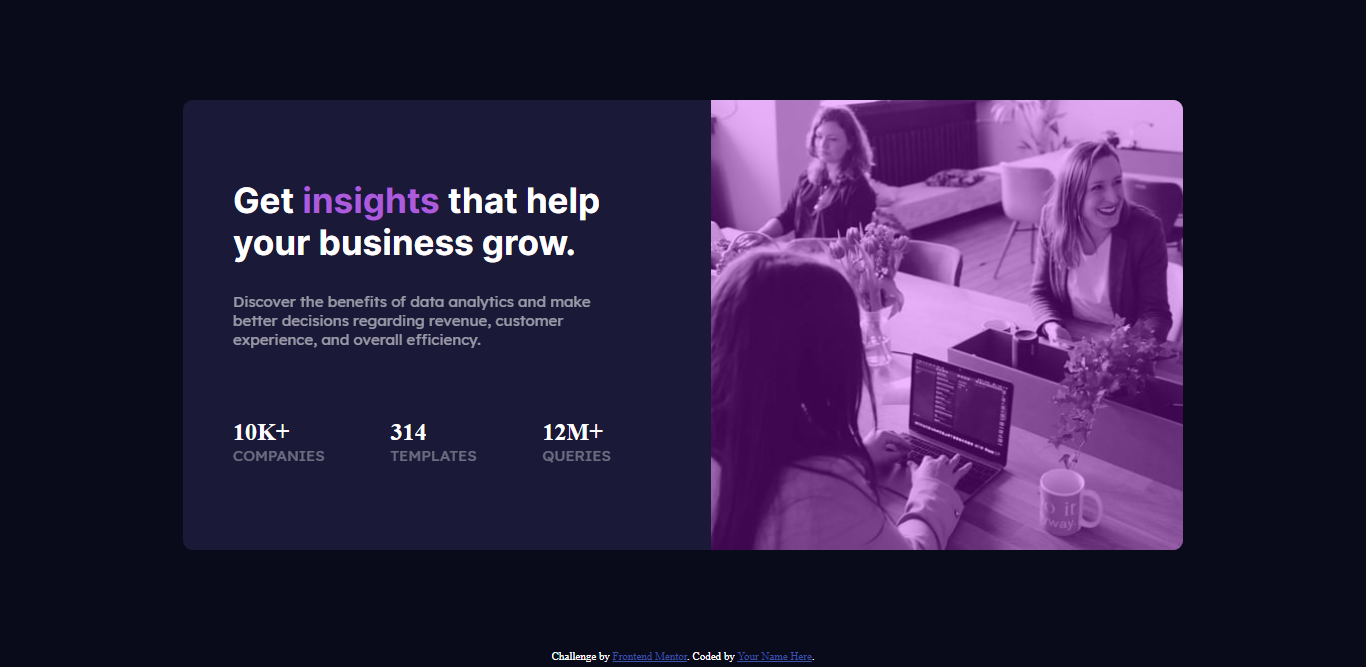 Get insights that help
your business grow.
Discover the benefits of data analytics and make
better decisions regarding revenue, customer
experience, and overall efficiency.
10K+ 314 12M+
COMPANIES TEMPLATES QUERIES
Challenge by Frontend Mentor. Coded by Your Name Here.